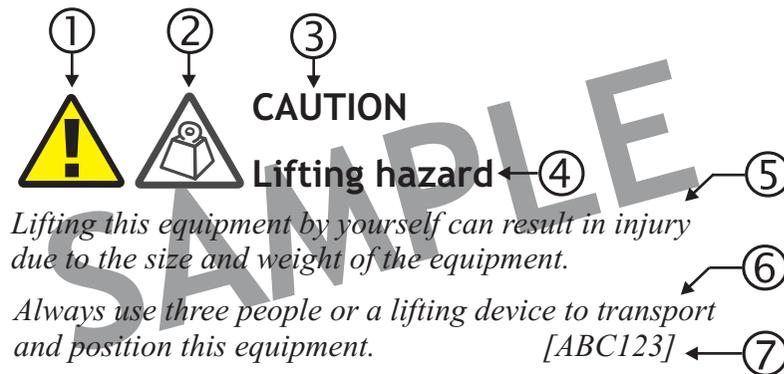 1 2 3
! CAUTION
Lifting hazard 4
5
Lifting this equipment by yourself can result in injury
due to the size and weight of the equipment.
6
Always use three people or a lifting device to transport
and position this equipment. [ABC123] 7
SAMPLE